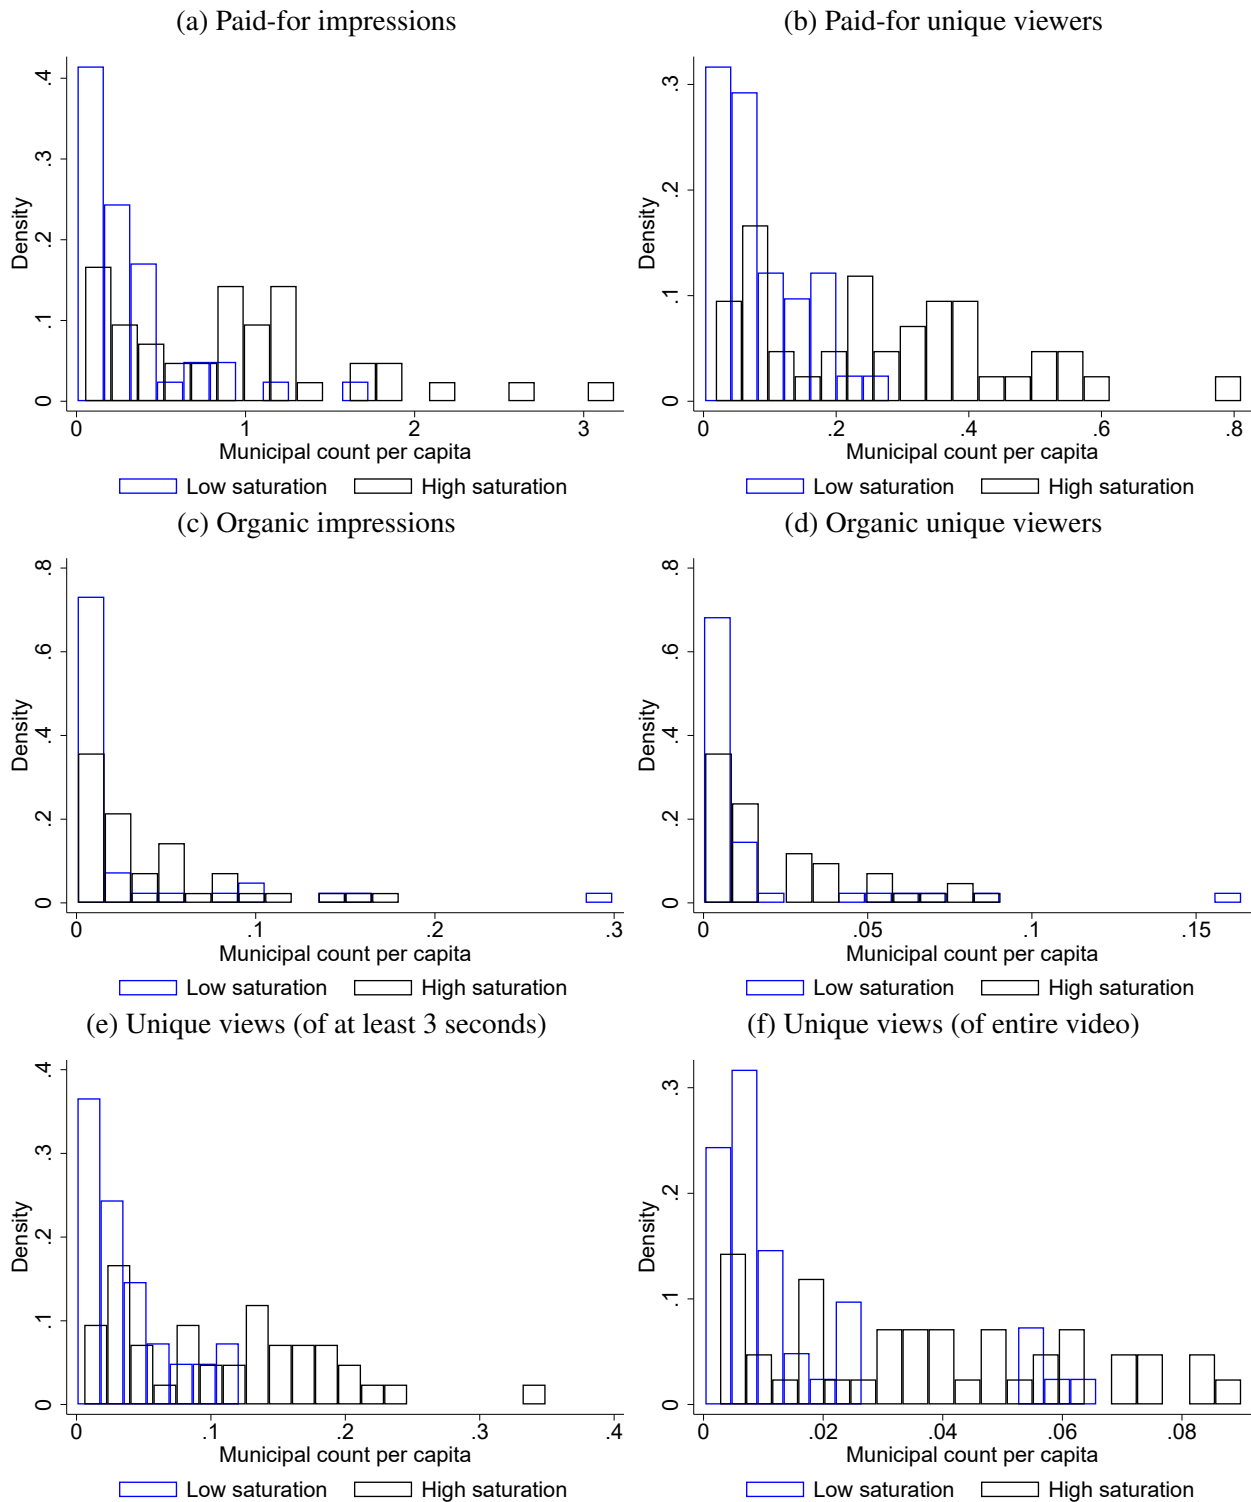 (a) Paid-for impressions
(b) Paid-for unique viewers
Density
0 .1 .2 .3 .4
0 1 2 3
Municipal count per capita
Low saturation High saturation
Density
0 .1 .2 .3
0 .2 .4 .6 .8
Municipal count per capita
Low saturation High saturation
(c) Organic impressions
(d) Organic unique viewers
Density
0 .2 .4 .6 .8
0 .1 .2 .3
Municipal count per capita
Low saturation High saturation
Density
0 .2 .4 .6 .8
0 .05 .1 .15
Municipal count per capita
Low saturation High saturation
(e) Unique views (of at least 3 seconds)
(f) Unique views (of entire video)
Density
0 .1 .2 .3 .4
0 .1 .2 .3 .4
Municipal count per capita
Low saturation High saturation
Density
0 .1 .2 .3
0 .02 .04 .06 .08
Municipal count per capita
Low saturation High saturation